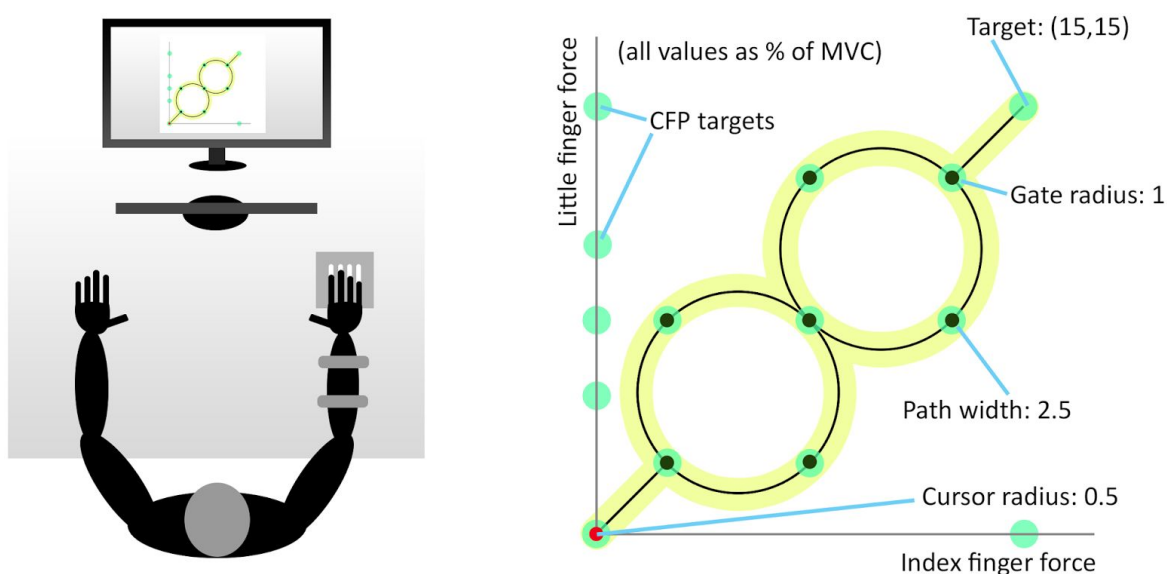 Target: (15,15)
(all values as % of MVC)
CFP targets
Little finger force
Gate radius: 1
Path width: 2.5
Cursor radius: 0.5
Index finger force